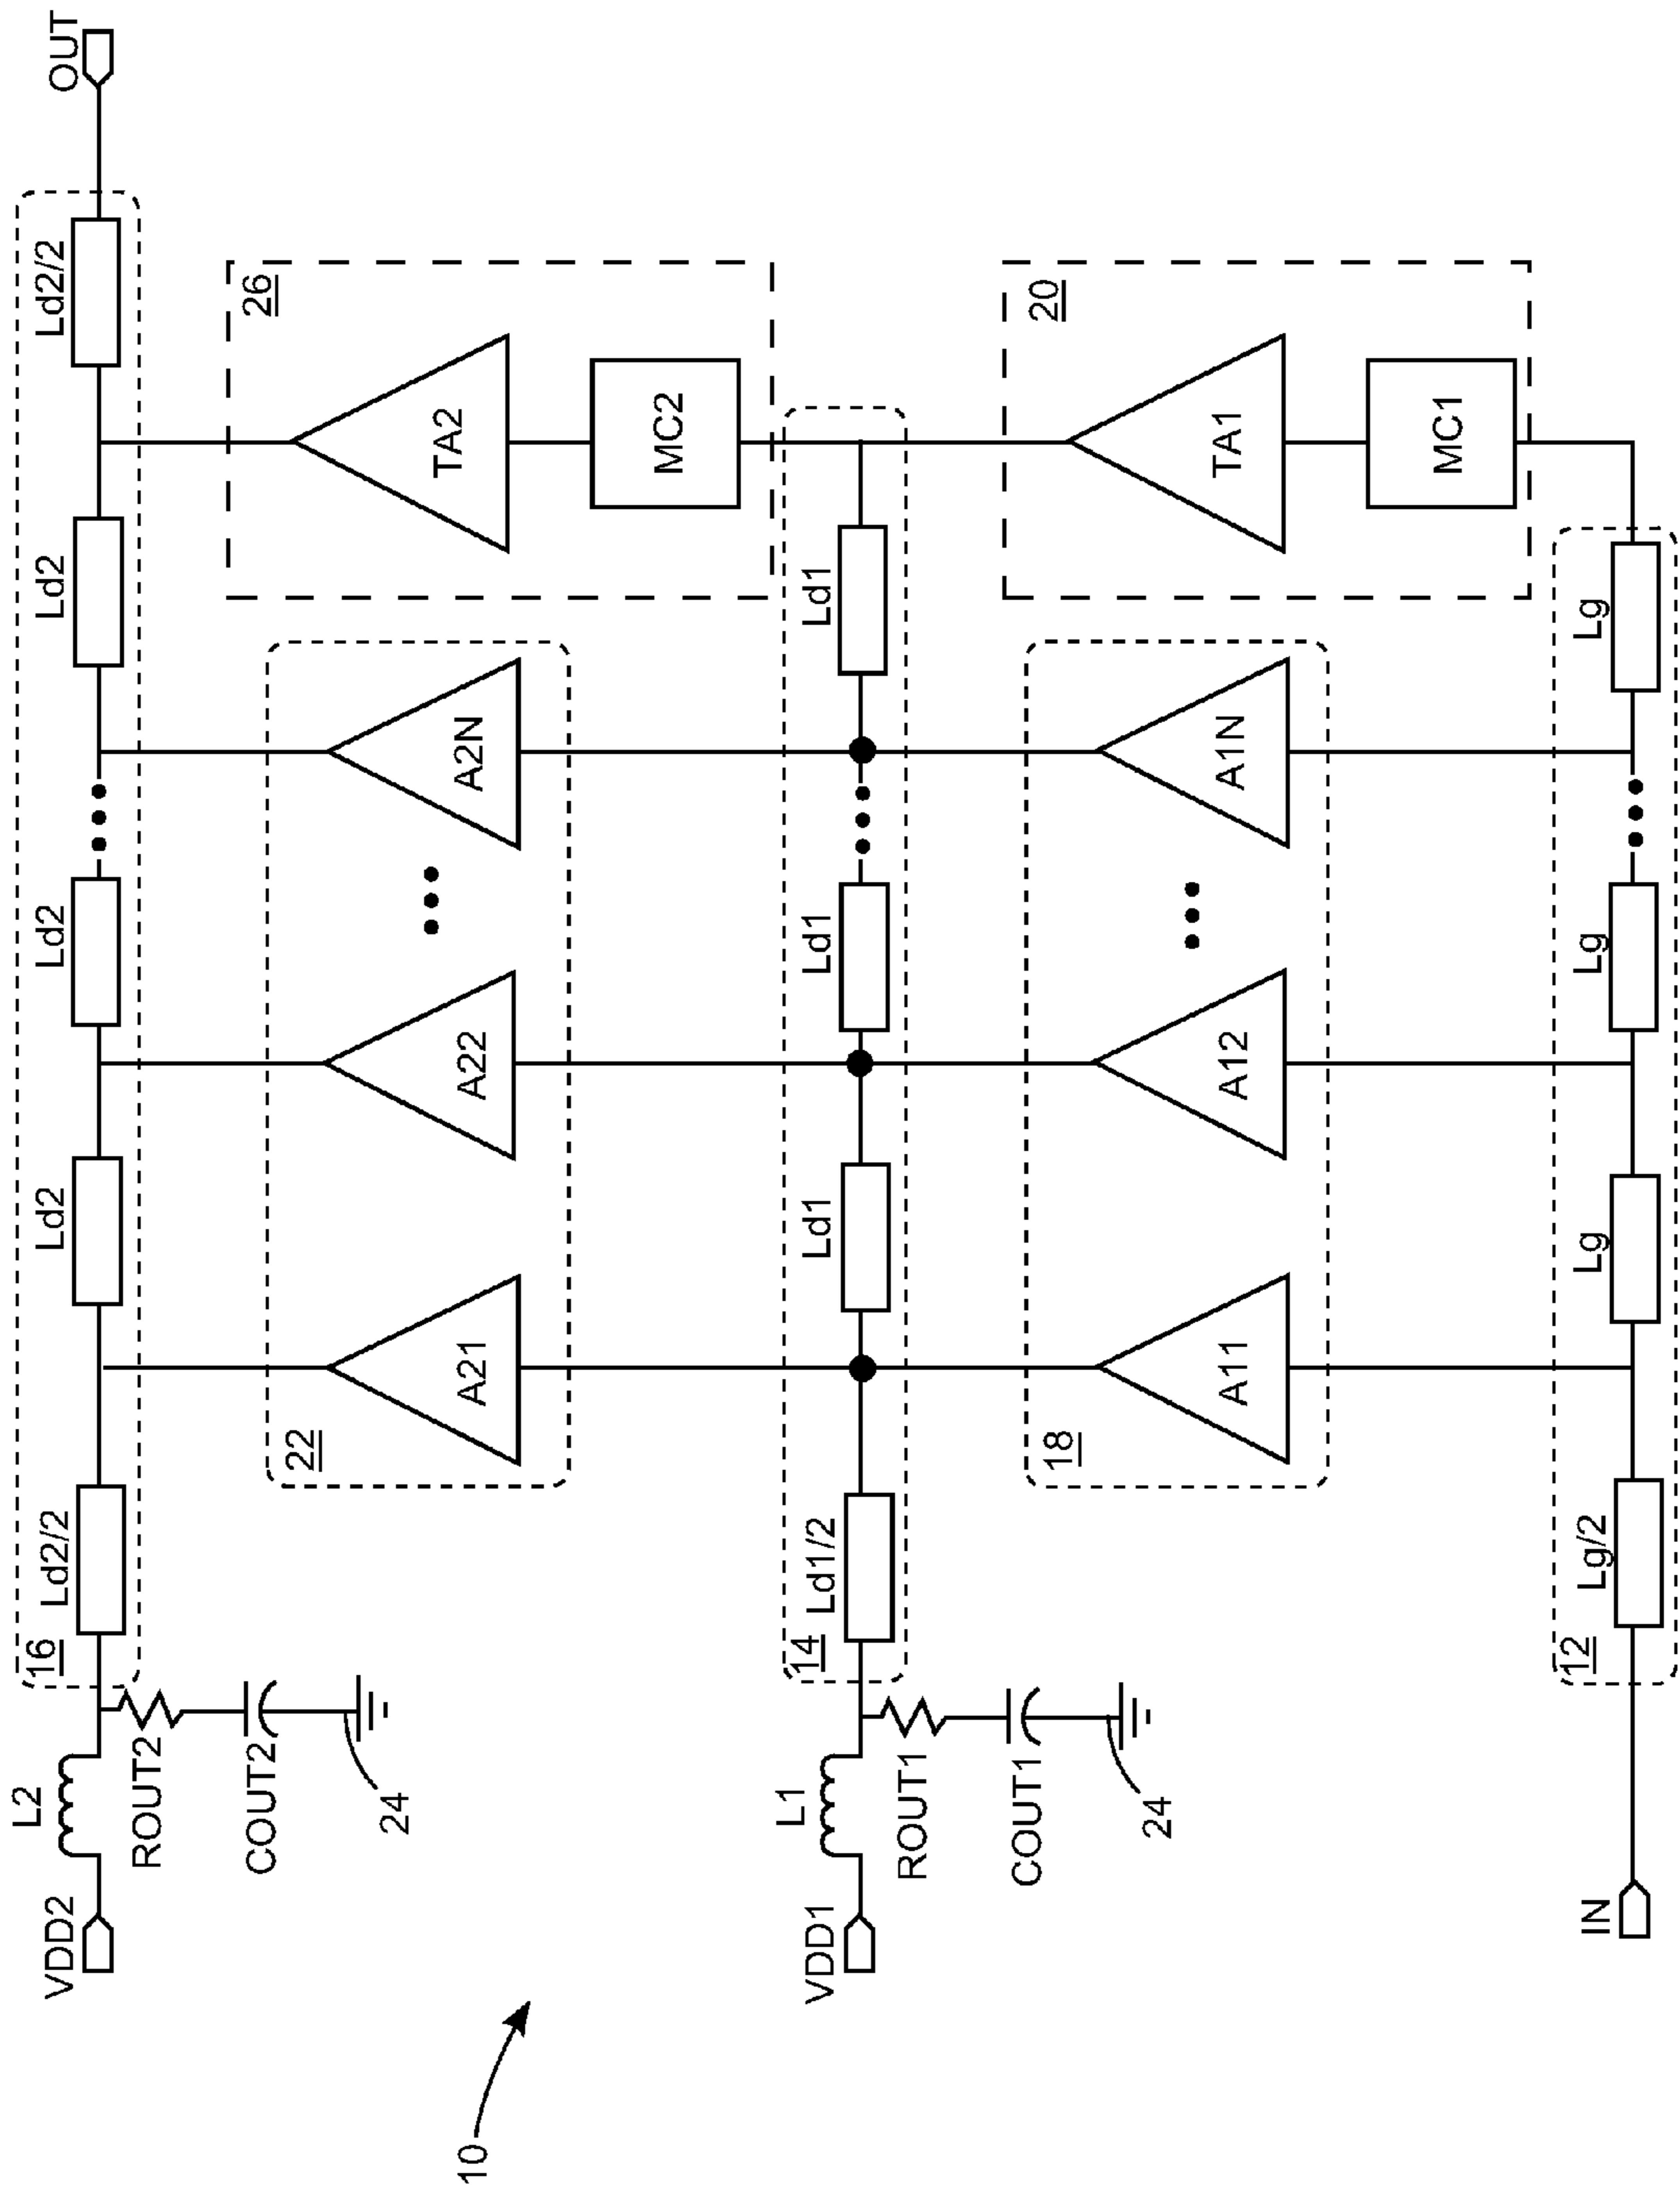 OUT
Ld2/2
Ld2
Ld2
Ld2
Ld2/2
16
L2
VDD2
ROUT2
COUT2
24
26
TA2
MC2
A2N
A22
A21
22
Ld1
Ld1
Ld1
Ld1/2
14
L1
VDD1
ROUT1
COUT1
24
20
TA1
MC1
A1N
A12
A11
18
Lg
Lg
Lg
Lg/2
12
IN
10